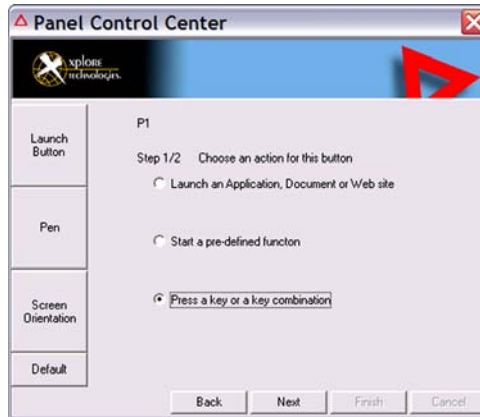 Panel Control Center
xplore
technologies.
Launch
Button
Pen
Screen
Orientation
Default
P1
Step 1/2 Choose an action for this button
Launch an Application, Document or Web site
Start a pre-defined functon
Press a key or a key combination
Back Next Finish Cancel